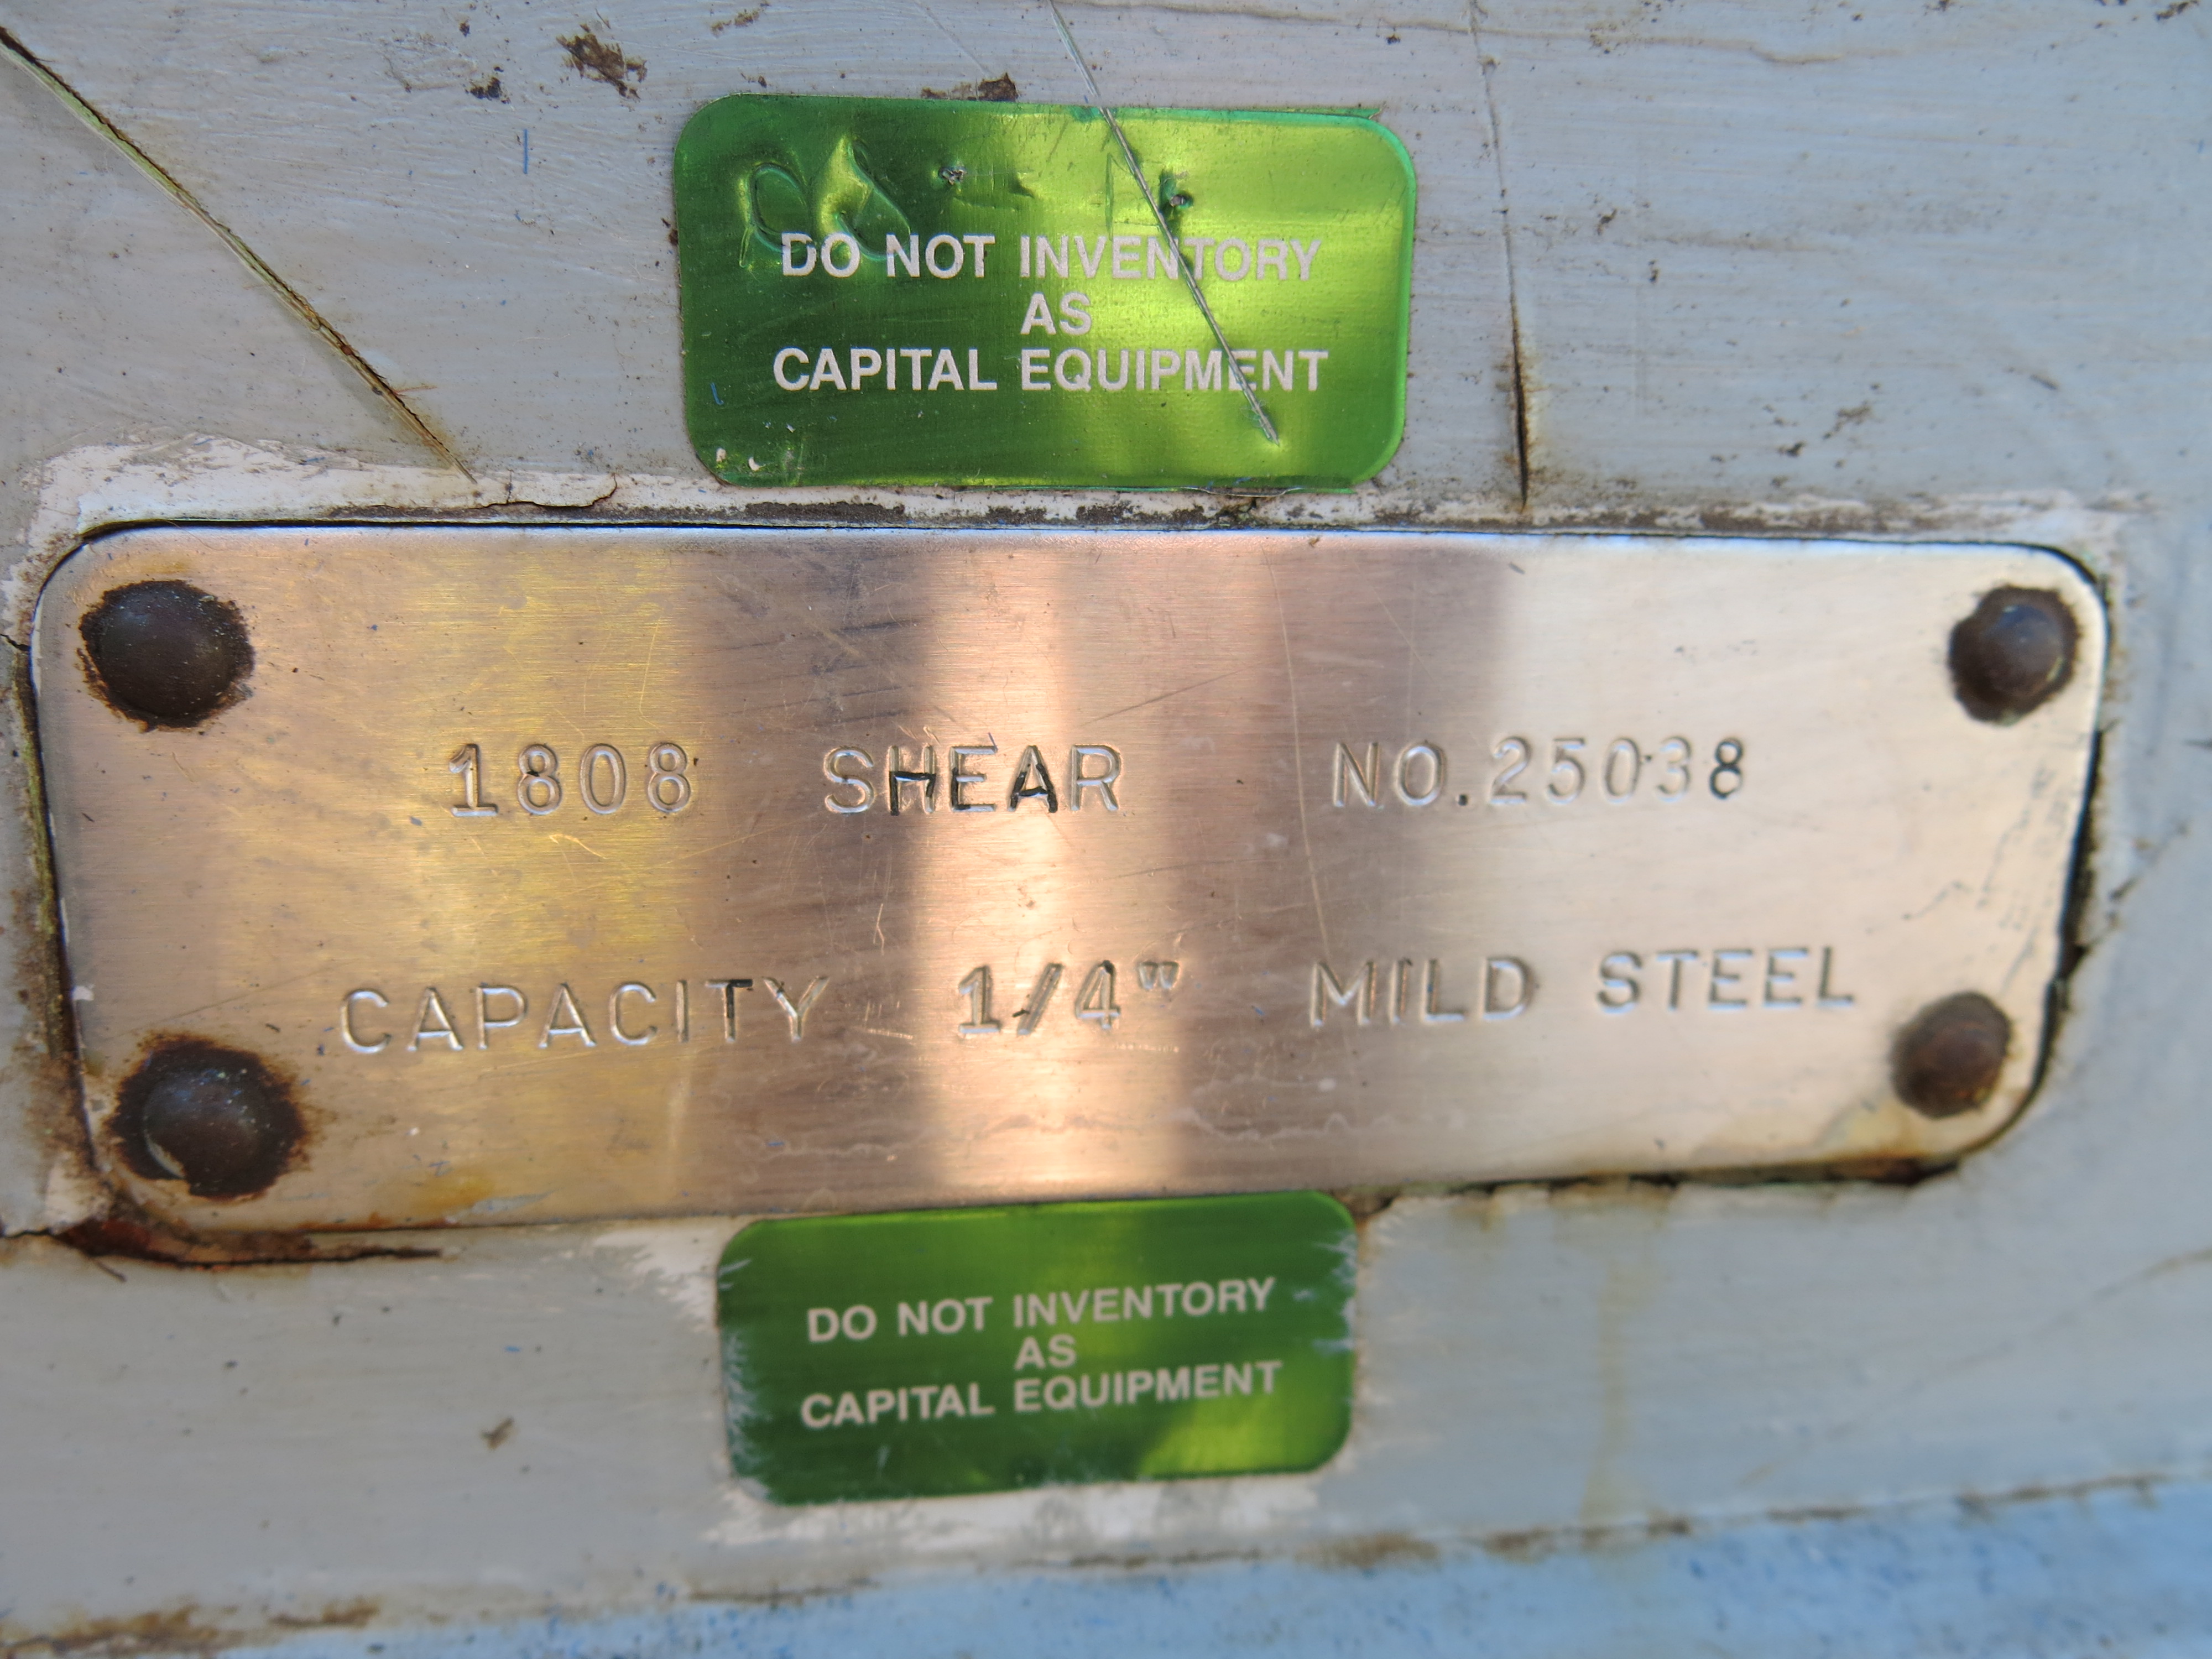 DO NOT INVENTORY
AS
CAPITAL EQUIPMENT
1808 SHEAR NO.25038
CAPACITY 1/4" MILD STEEL
DO NOT INVENTORY
AS
CAPITAL EQUIPMENT